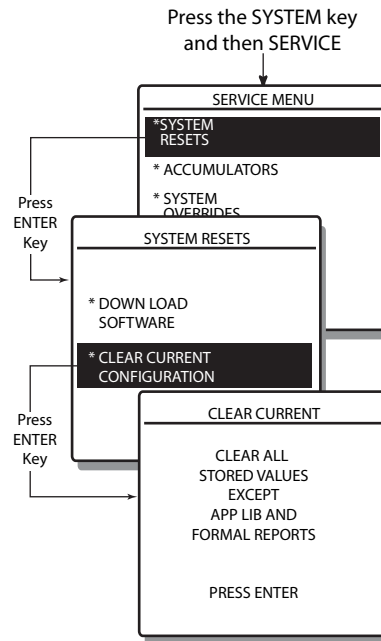 Press the SYSTEM key
and then SERVICE
SERVICE MENU
*SYSTEM
RESETS
* ACCUMULATORS
* SYSTEM
OVERRIDES
Press
ENTER
Key
SYSTEM RESETS
* DOWN LOAD
SOFTWARE
* CLEAR CURRENT
CONFIGURATION
Press
ENTER
Key
CLEAR CURRENT
CLEAR ALL
STORED VALUES
EXCEPT
APP LIB AND
FORMAL REPORTS
PRESS ENTER